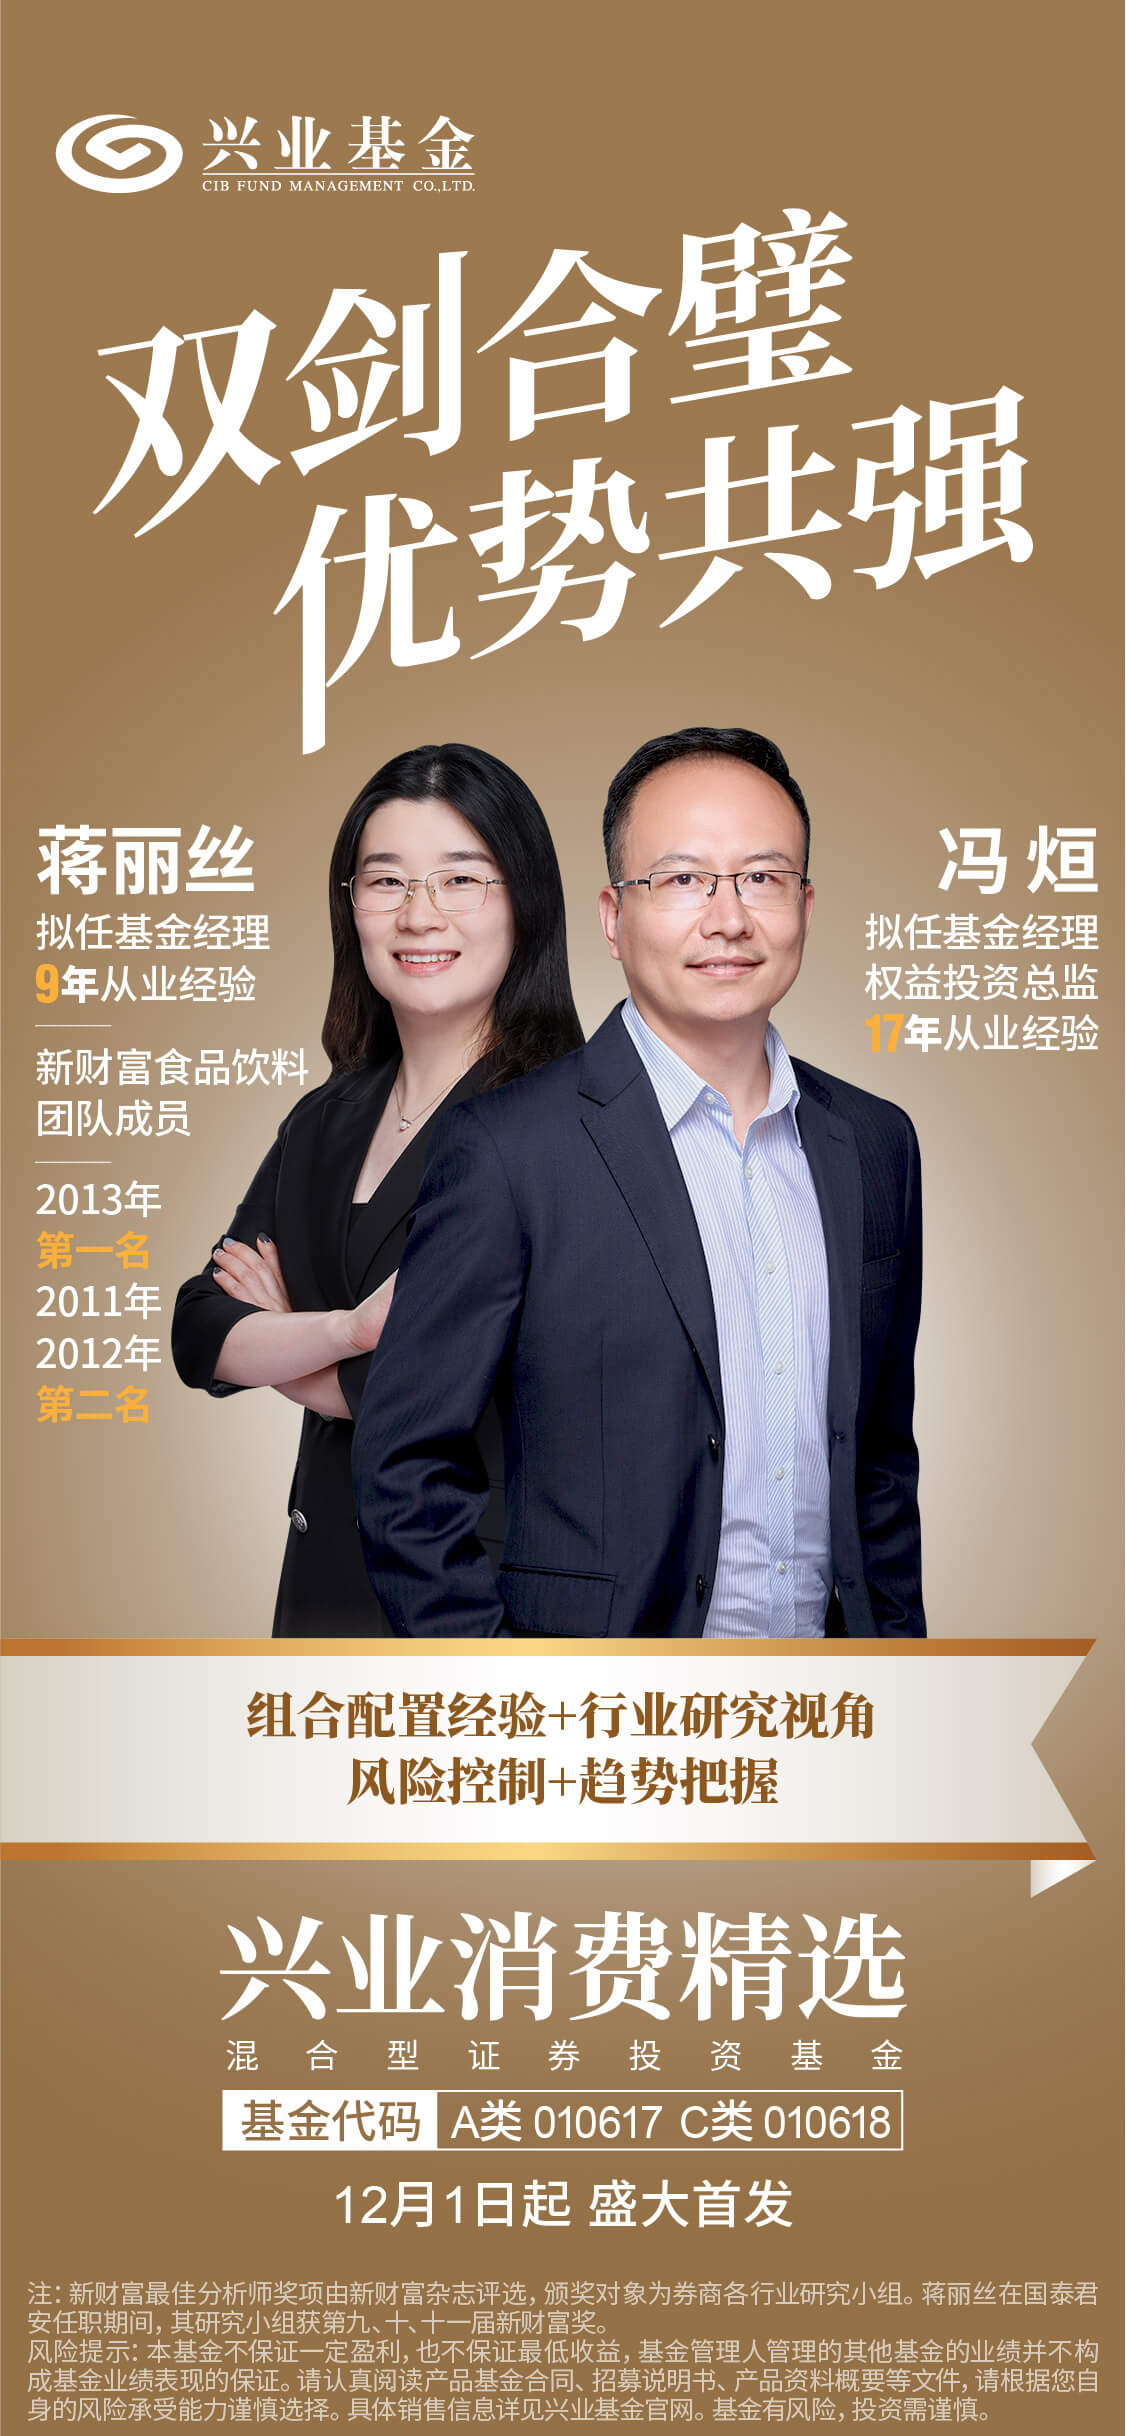 兴业基金
CIB FUND MANAGEMENT CO.,LTD.
双剑合璧
优势共强
蒋丽丝
拟任基金经理
9年从业经验
新财富食品饮料
团队成员
2013年
第一名
2011年
2012年
第二名
冯烜
拟任基金经理
权益投资总监
17年从业经验
组合配置经验+行业研究视角
风险控制+趋势把握
兴业消费精选
混合型证券投资基金
基金代码 A类 010617 C类 010618
12月1日起 盛大首发
注：新财富最佳分析师奖项由新财富杂志评选，颁奖对象为券商各行业研究小组。蒋丽丝在国泰君
安任职期间，其研究小组获第九、十、十一届新财富奖。
风险提示：本基金不保证一定盈利，也不保证最低收益，基金管理人管理的其他基金的业绩并不构
成基金业绩表现的保证。请认真阅读产品基金合同、招募说明书、产品资料概要等文件，请根据您自
身的风险承受能力谨慎选择。具体销售信息详见兴业基金官网。基金有风险，投资需谨慎。